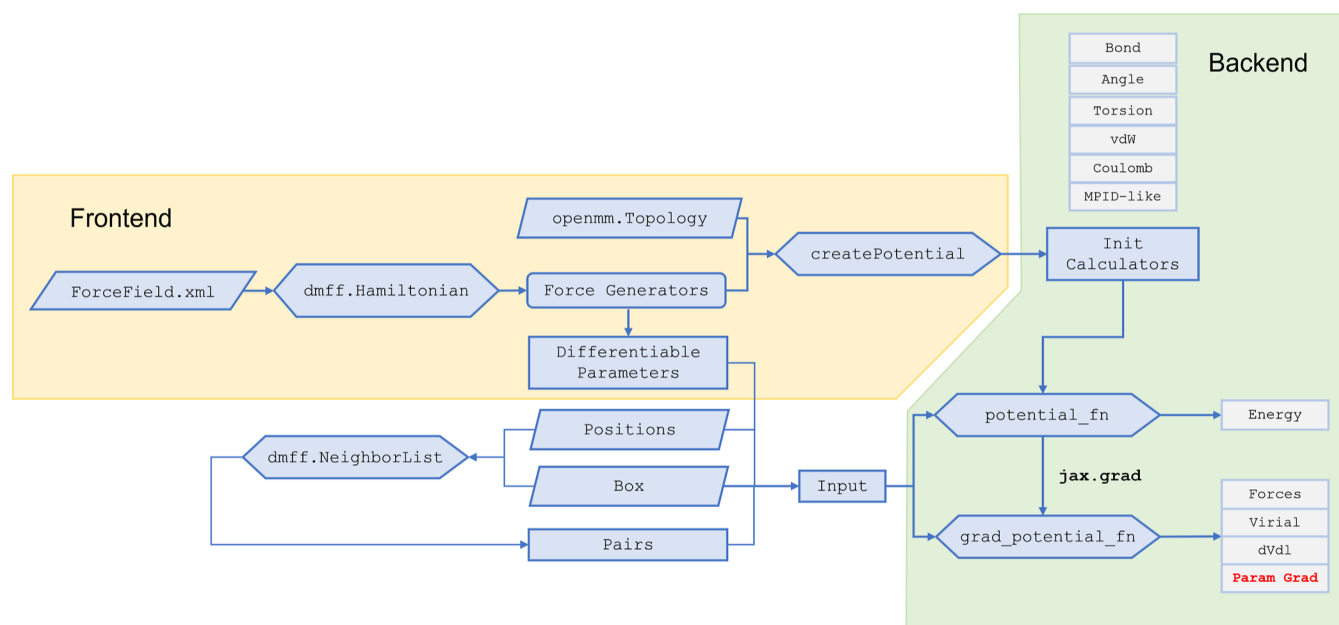 Bond
Backend
Angle
Torsion
vdW
Coulomb
MPID-like
Frontend
openmm.Topology
createPotential
Init
Calculators
ForceField.xml
dmff.Hamiltonian
Force Generators
Differentiable
Parameters
Positions
potential_fn
Energy
dmff.NeighborList
Box
Input
jax.grad
Forces
Virial
Pairs
grad_potential_fn
dVdl
Param Grad